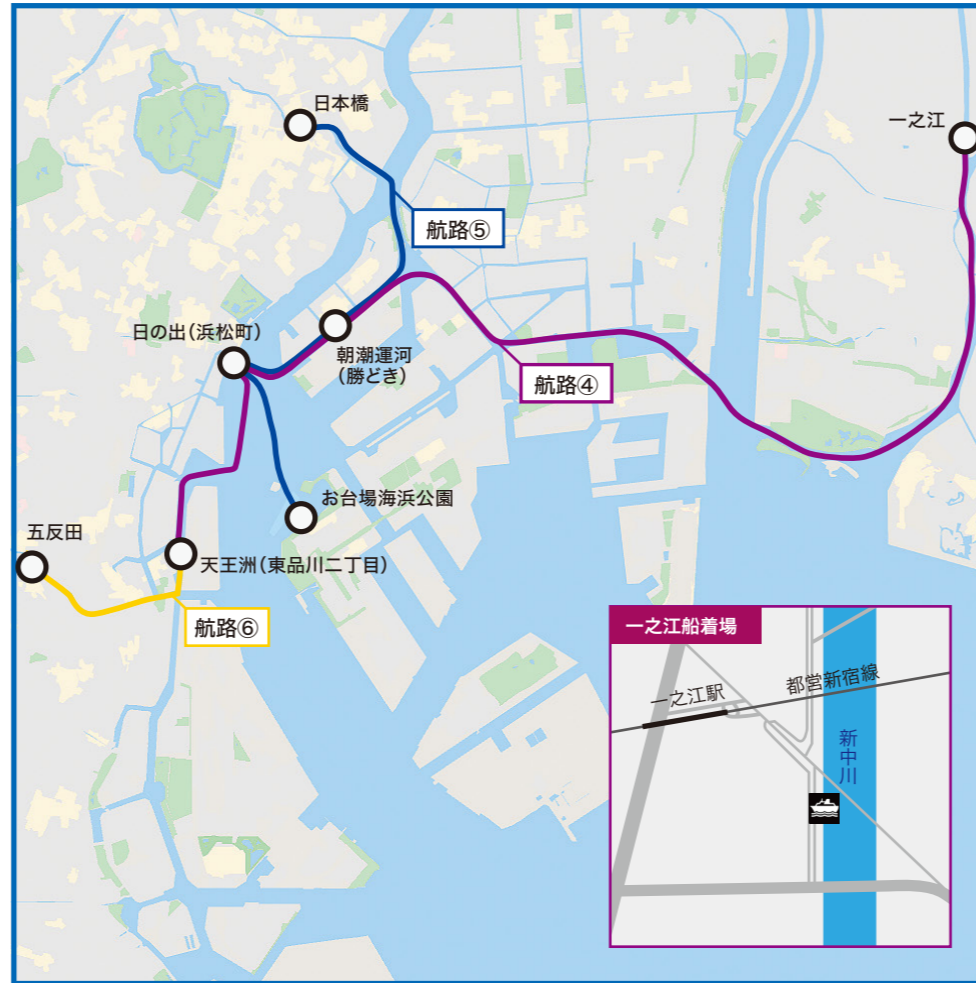 日本橋
一之江
航路⑤
日の出(浜松町)
朝潮運河
(勝どき)
航路④
お台場海浜公園
五反田
天王洲(東品川二丁目)
航路⑥
一之江船着場
一之江駅
都営新宿線
新中川